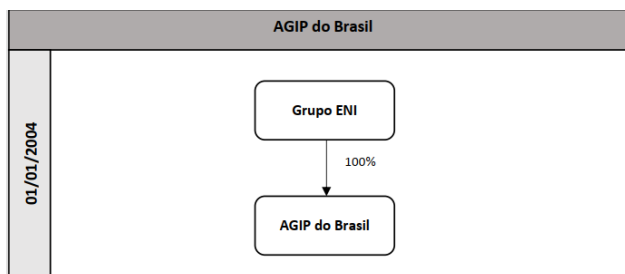 AGIP do Brasil
01/01/2004
Grupo ENI
100%
AGIP do Brasil